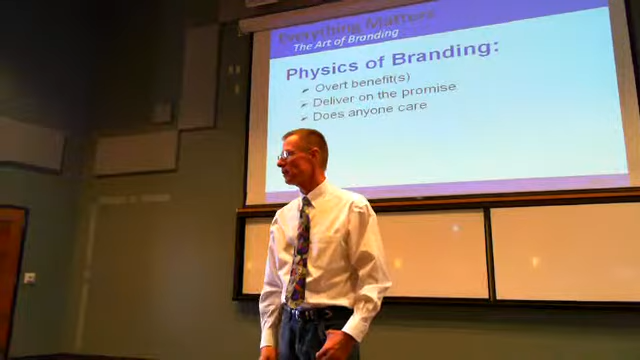 Everything Matters
The Art of Branding
Physics of Branding:
Overt benefit(s)
Deliver on the promise
Does anyone care